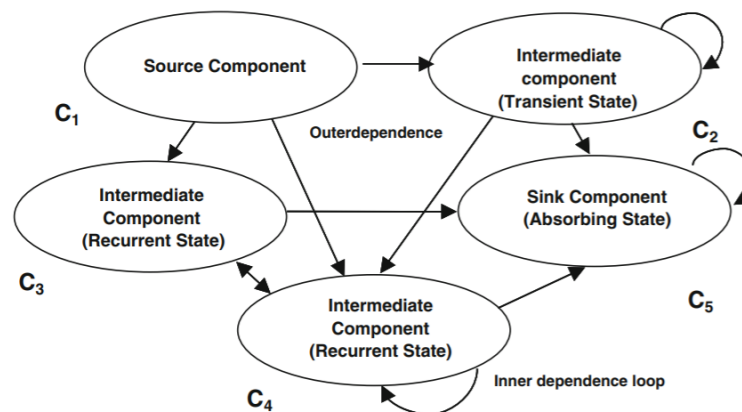 Source Component
Intermediate
component
(Transient State)
C1
Outerdependence
C2
Intermediate
Component
(Recurrent State)
Sink Component
(Absorbing State)
C3
Intermediate
Component
(Recurrent State)
C5
C4
Inner dependence loop